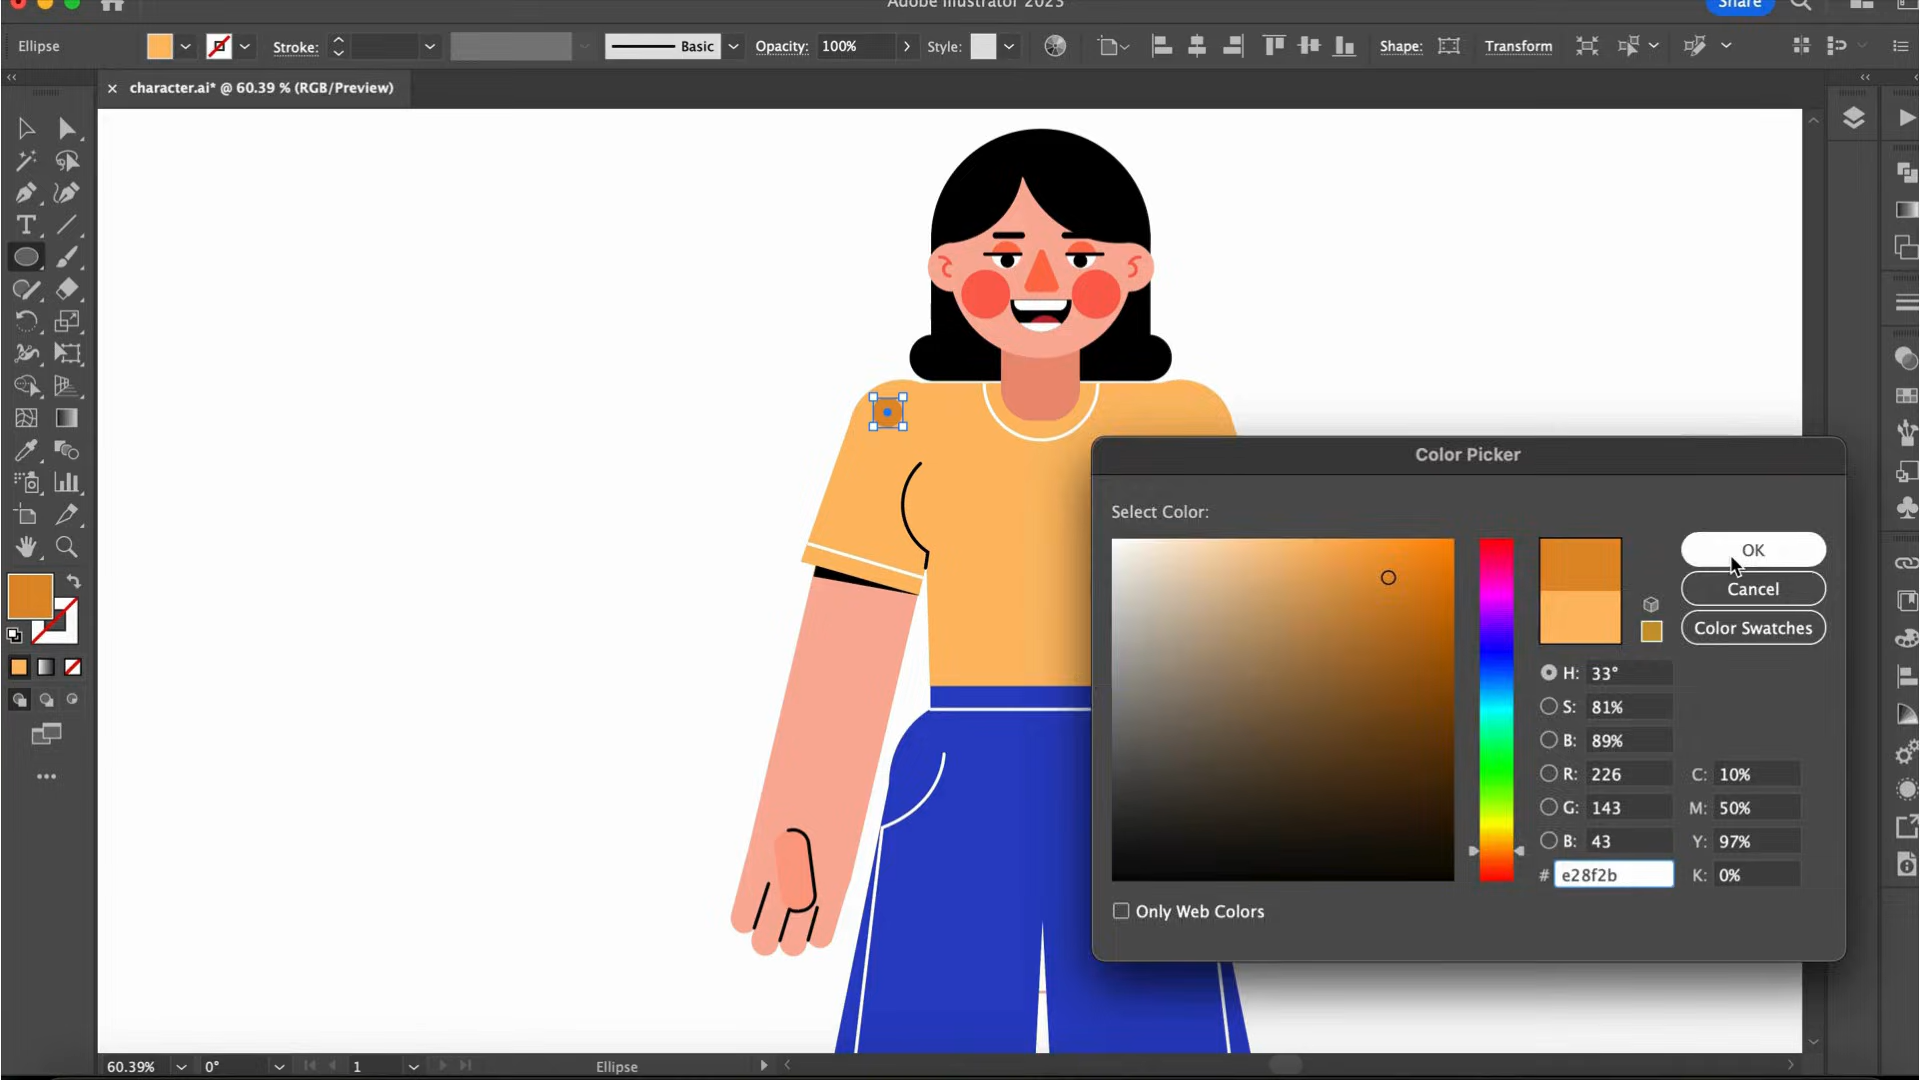 Adobe Illustrator 2023
Share
Ellipse
Stroke:
Basic
Opacity: 100%
Style:
Shape:
Transform
× character.ai* @ 60.39 % (RGB/Preview)
Color Picker
Select Color:
OK
Cancel
Color Swatches
H: 33°
S: 81%
B: 89%
R: 226
C: 10%
G: 143
M: 50%
B: 43
Y: 97%
# e28f2b
K: 0%
Only Web Colors
60.39%
0°
1
Ellipse